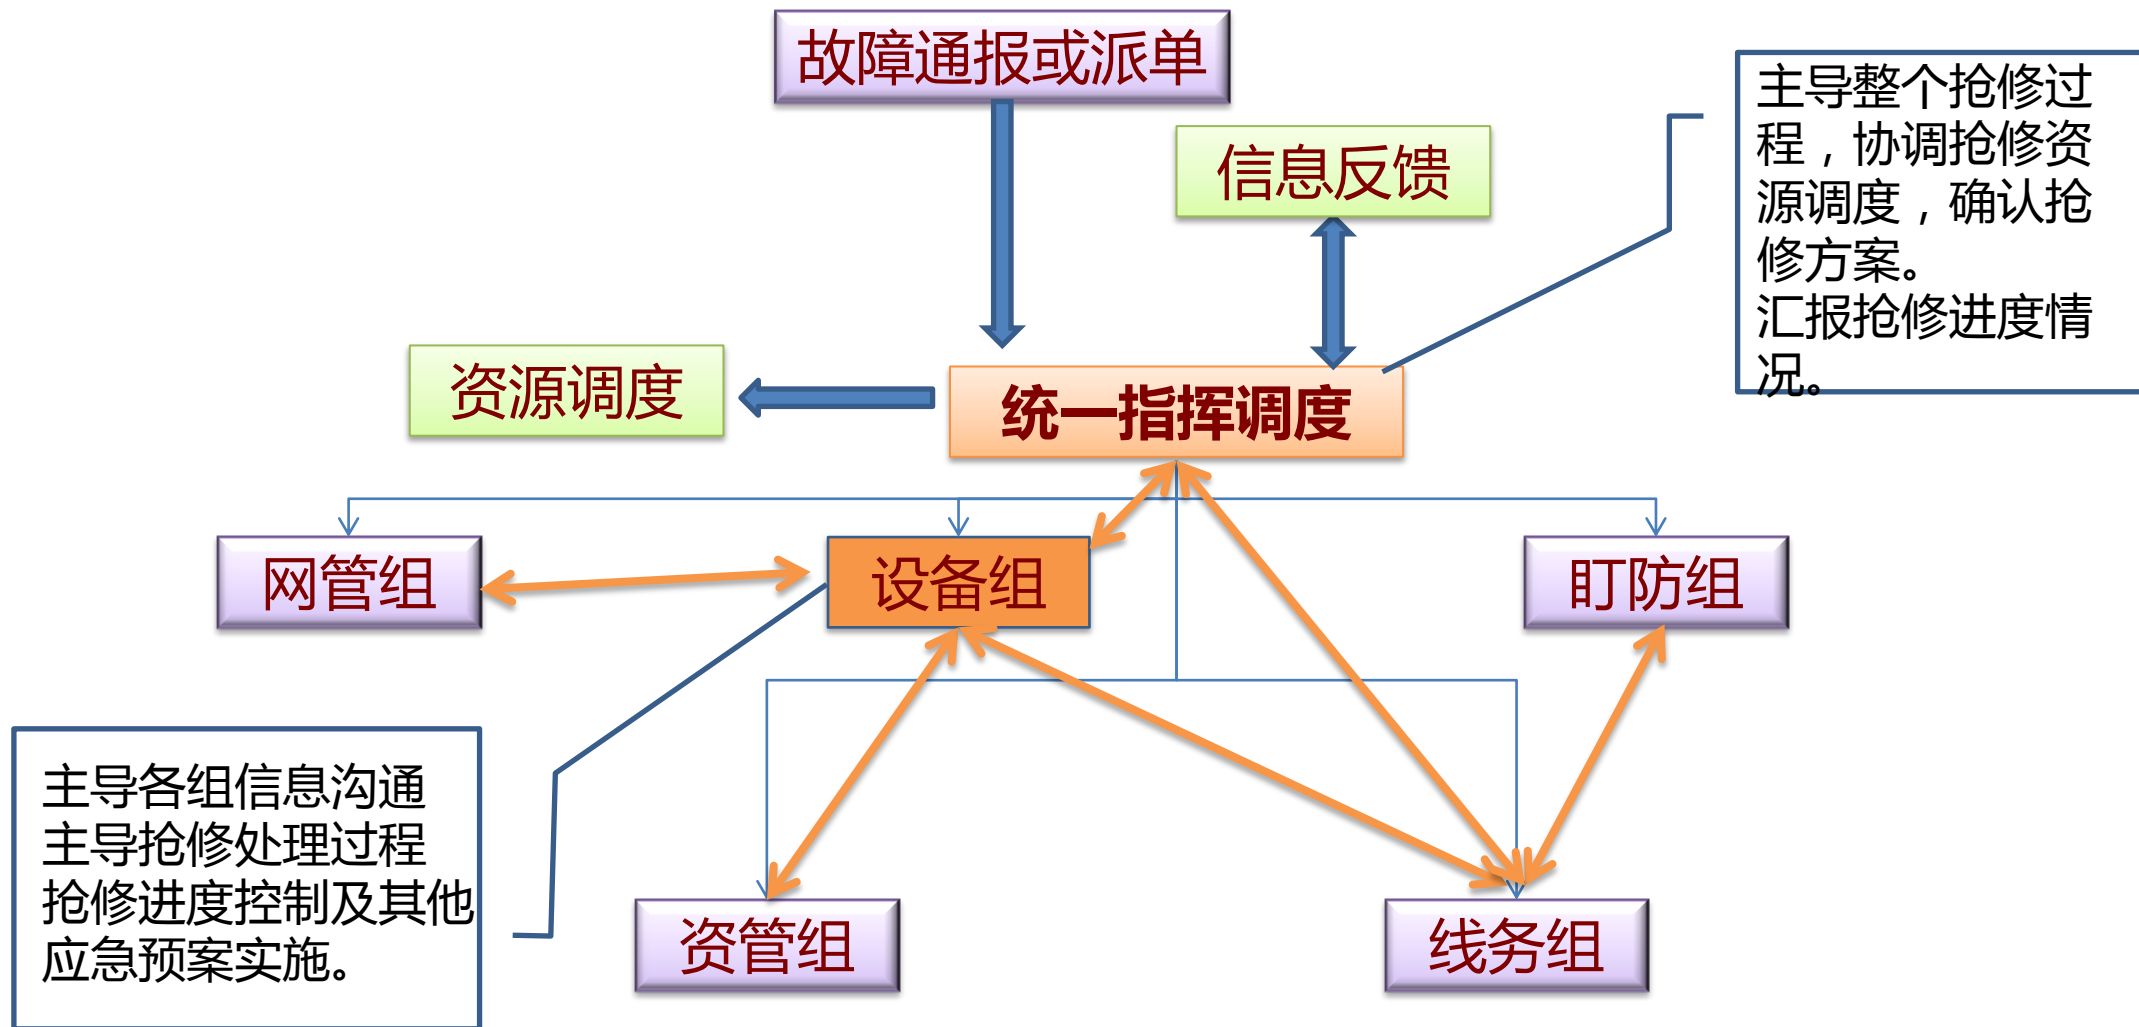 故障通报或派单
信息反馈
主导整个抢修过
程，协调抢修资
源调度，确认抢
修方案。
汇报抢修进度情
况。
资源调度
统一指挥调度
网管组
设备组
盯防组
主导各组信息沟通
主导抢修处理过程
抢修进度控制及其他
应急预案实施。
资管组
线务组